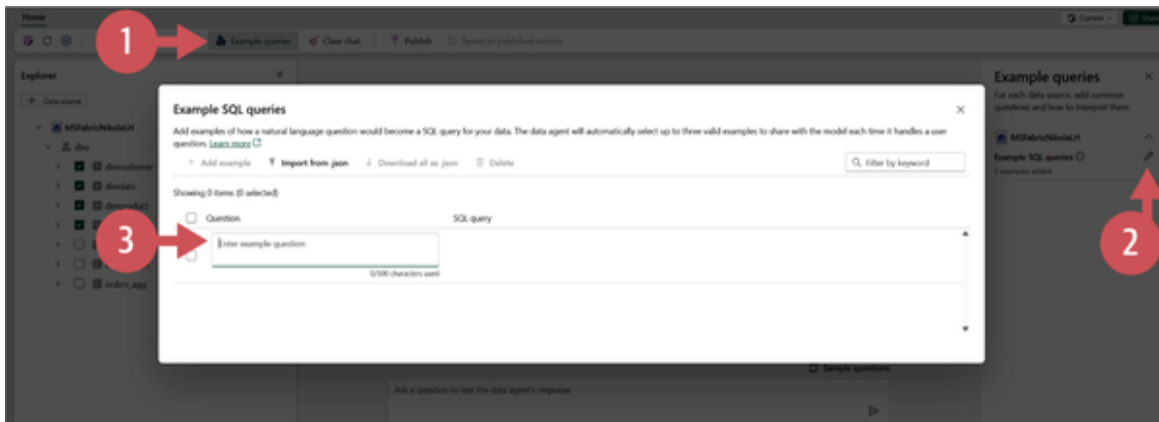 Home
Current
Share
1
Example queries
Clear chat
Publish
Revert to published version
Explorer
Data source
MSFabricNikolaLH
dbo
dimcustomer
dimdate
dimproduct
orders_agg
Example SQL queries
Add examples of how a natural language question would become a SQL query for your data. The data agent will automatically select up to three valid examples to share with the model each time it handles a user
question. Learn more
Add example
Import from .json
Download all as .json
Delete
Filter by keyword
Showing 0 items (0 selected)
Question
SQL query
3
Enter example question
0/500 characters used
Example queries
For each data source, add common
questions and how to interpret them.
MSFabricNikolaLH
Example SQL queries
0 examples added
2
Sample questions
Ask a question to test the data agent's response